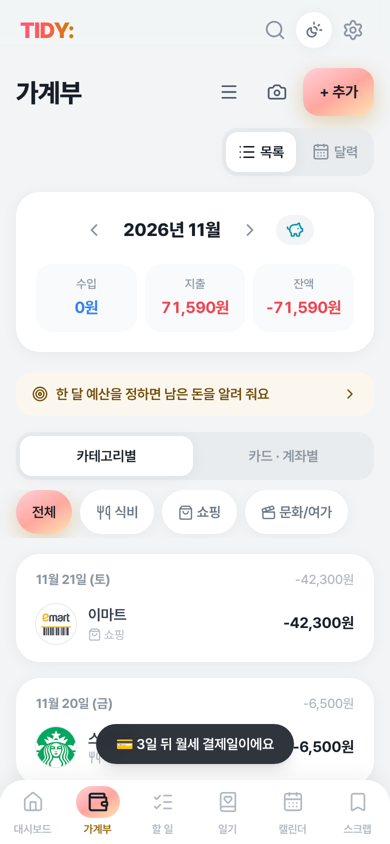 TIDY:
가계부
+ 추가
목록
달력
2026년 11월
수입
지출
잔액
0원
71,590원
-71,590원
한 달 예산을 정하면 남은 돈을 알려 줘요
카테고리별
카드 · 계좌별
전체
식비
쇼핑
문화/여가
11월 21일 (토)
-42,300원
emart
이마트
-42,300원
쇼핑
11월 20일 (금)
-6,500원
-6,500원
💳 3일 뒤 월세 결제일이에요
대시보드
가계부
할 일
일기
캘린더
스크랩